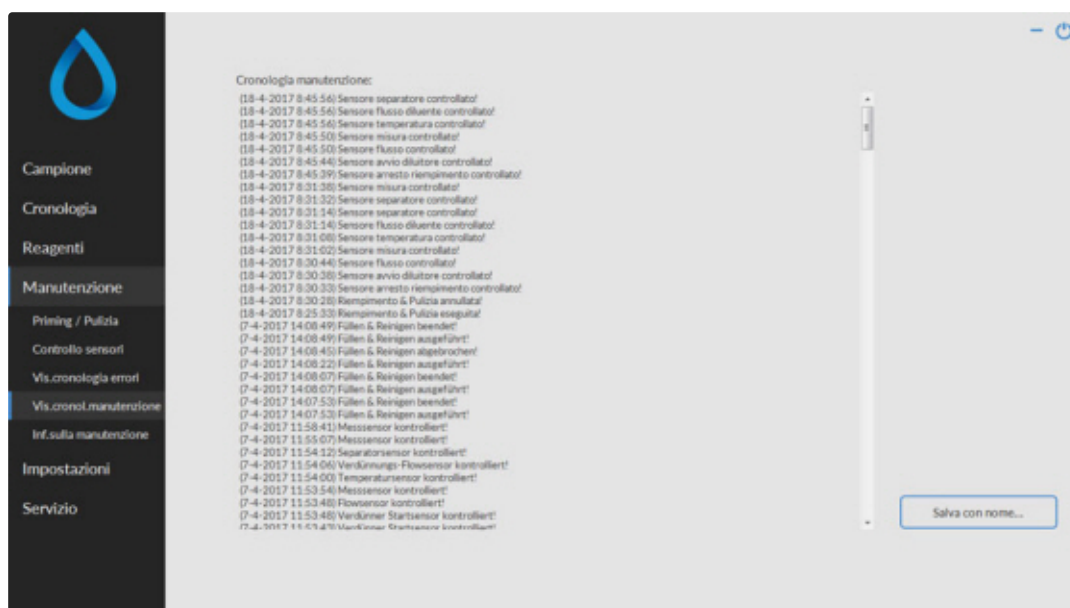 Campione
Cronologia
Reagenti
Manutenzione
Priming / Pulizia
Controllo sensori
Vis.cronologia errori
Vis.cronol.manutenzione
Inf.sulla manutenzione
Impostazioni
Servizio
Cronologia manutenzione:
(18-4-2017 8:45:56) Sensore separatore controllato!
(18-4-2017 8:45:56) Sensore flusso diluente controllato!
(18-4-2017 8:45:56) Sensore temperatura controllato!
(18-4-2017 8:45:50) Sensore misura controllato!
(18-4-2017 8:45:50) Sensore flusso controllato!
(18-4-2017 8:45:44) Sensore avvio diluitore controllato!
(18-4-2017 8:45:39) Sensore arresto riempimento controllato!
(18-4-2017 8:31:38) Sensore misura controllato!
(18-4-2017 8:31:32) Sensore separatore controllato!
(18-4-2017 8:31:14) Sensore separatore controllato!
(18-4-2017 8:31:14) Sensore flusso diluente controllato!
(18-4-2017 8:31:08) Sensore temperatura controllato!
(18-4-2017 8:31:02) Sensore misura controllato!
(18-4-2017 8:30:44) Sensore flusso controllato!
(18-4-2017 8:30:38) Sensore avvio diluitore controllato!
(18-4-2017 8:30:33) Sensore arresto riempimento controllato!
(18-4-2017 8:30:28) Riempimento & Pulizia annullata!
(18-4-2017 8:25:33) Riempimento & Pulizia eseguita!
(7-4-2017 14:08:49) Füllen & Reinigen beendet!
(7-4-2017 14:08:49) Füllen & Reinigen ausgeführt!
(7-4-2017 14:08:45) Füllen & Reinigen abgebrochen!
(7-4-2017 14:08:22) Füllen & Reinigen ausgeführt!
(7-4-2017 14:08:07) Füllen & Reinigen beendet!
(7-4-2017 14:08:07) Füllen & Reinigen ausgeführt!
(7-4-2017 14:07:53) Füllen & Reinigen beendet!
(7-4-2017 14:07:53) Füllen & Reinigen ausgeführt!
(7-4-2017 11:58:41) Messsensor kontrolliert!
(7-4-2017 11:55:07) Messsensor kontrolliert!
(7-4-2017 11:54:12) Separatorsensor kontrolliert!
(7-4-2017 11:54:06) Verdünnungs-Flowsensor kontrolliert!
(7-4-2017 11:54:00) Temperatursensor kontrolliert!
(7-4-2017 11:53:54) Messsensor kontrolliert!
(7-4-2017 11:53:48) Flowsensor kontrolliert!
(7-4-2017 11:53:48) Verdünner Startsensor kontrolliert!
(7-4-2017 11:53:43) Verdünner Startsensor kontrolliert!
Salva con nome...